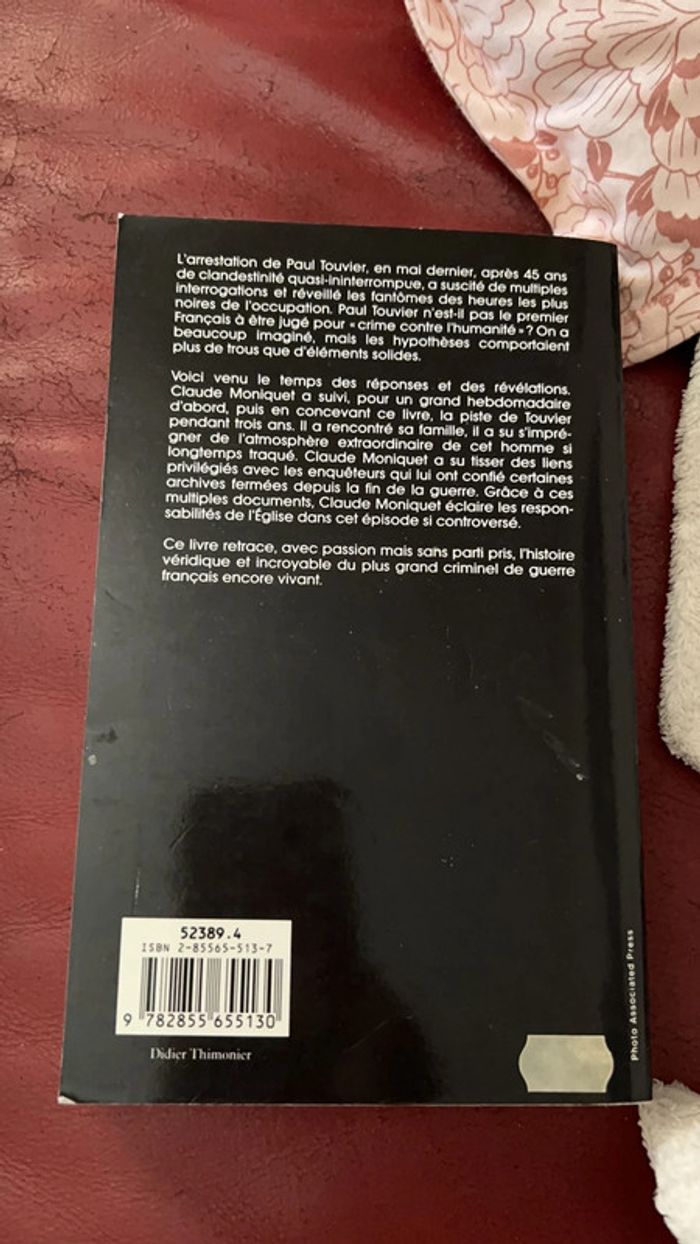 L'arrestation de Paul Touvier, en mai dernier, après 45 ans
de clandestinité quasi-ininterrompue, a suscité de multiples
interrogations et réveillé les fantômes des heures les plus
noires de l'occupation. Paul Touvier n'est-il pas le premier
Français à être jugé pour «crime contre l'humanité»? On a
beaucoup imaginé, mais les hypothèses comportaient
plus de trous que d'éléments solides.
Voici venu le temps des réponses et des révélations.
Claude Moniquet a suivi, pour un grand hebdomadaire
d'abord, puis en concevant ce livre, la piste de Touvier
pendant trois ans. Il a rencontré sa famille, il a su s'impré-
gner de l'atmosphère extraordinaire de cet homme si
longtemps traqué. Claude Moniquet a su tisser des liens
privilégiés avec les enquêteurs qui lui ont confié certaines
archives fermées depuis la fin de la guerre. Grâce à ces
multiples documents, Claude Moniquet éclaire les respon-
sabilités de l'Église dans cet épisode si controversé.
Ce livre retrace, avec passion mais sans parti pris, l'histoire
véridique et incroyable du plus grand criminel de guerre
français encore vivant.
52389.4
ISBN 2-85565-513-7
9 782855 655130
Didier Thimonier
Photo Associated Press